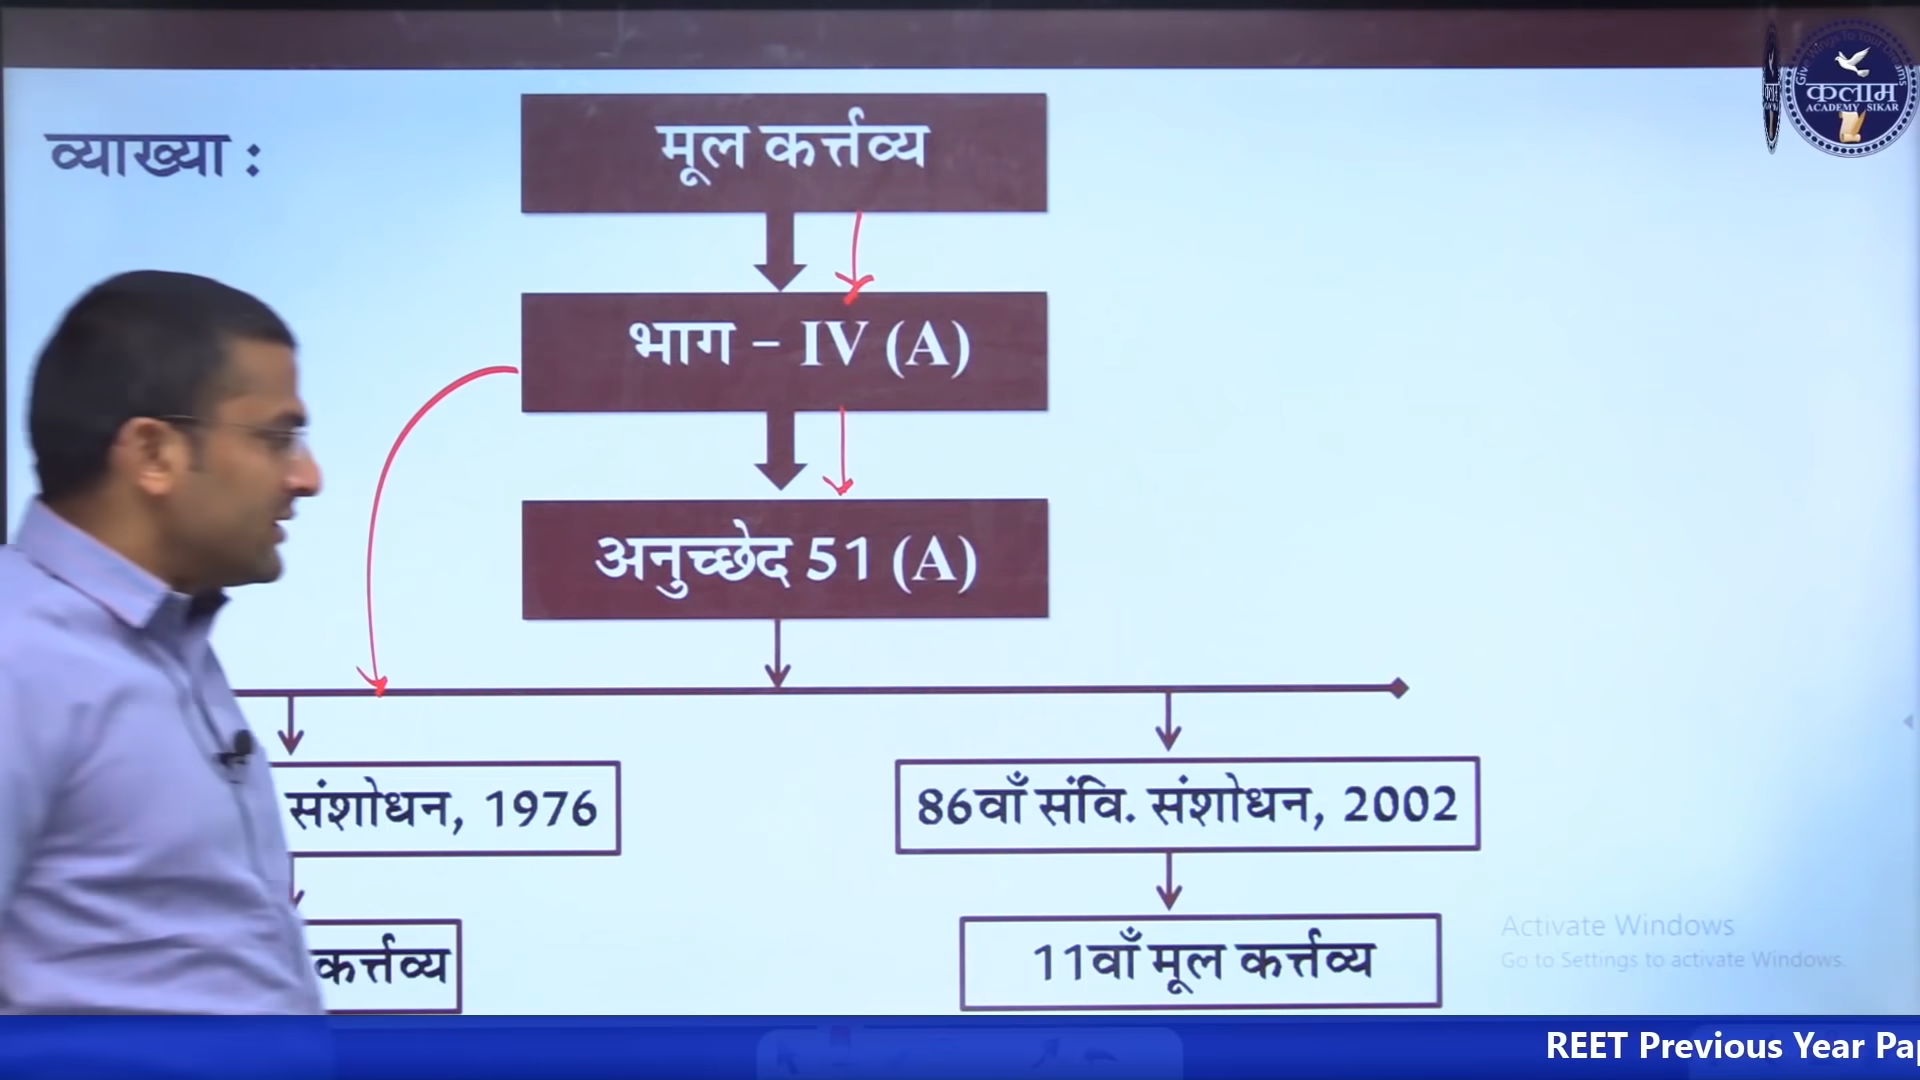 व्याख्या :
मूल कर्त्तव्य
भाग – IV (A)
अनुच्छेद 51 (A)
संशोधन, 1976
86वाँ संवि. संशोधन, 2002
कर्त्तव्य
11वाँ मूल कर्त्तव्य
कलाम
ACADEMY SIKAR
Activate Windows
Go to Settings to activate Windows.
REET Previous Year Pap